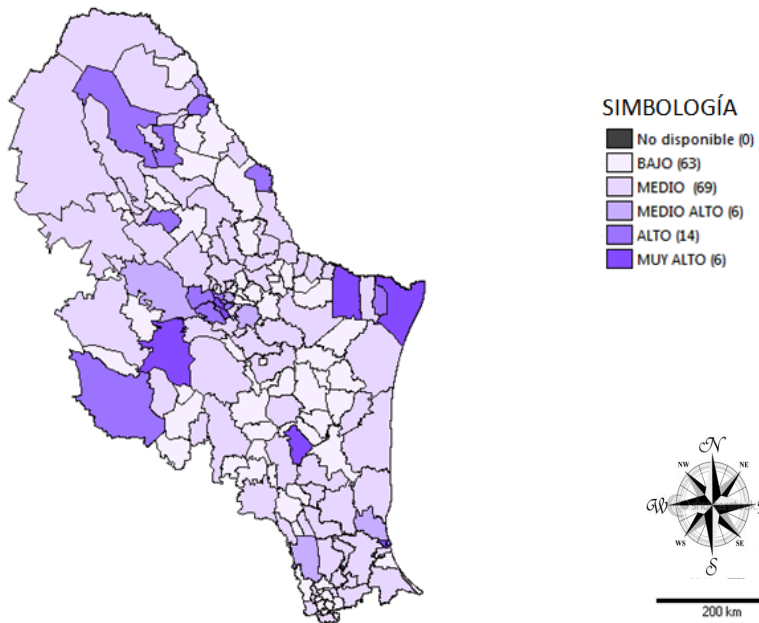 SIMBOLOGÍA
No disponible (0)
BAJO (63)
MEDIO (69)
MEDIO ALTO (6)
ALTO (14)
MUY ALTO (6)
N
NW
NE
W
WS
SE
S
200 km